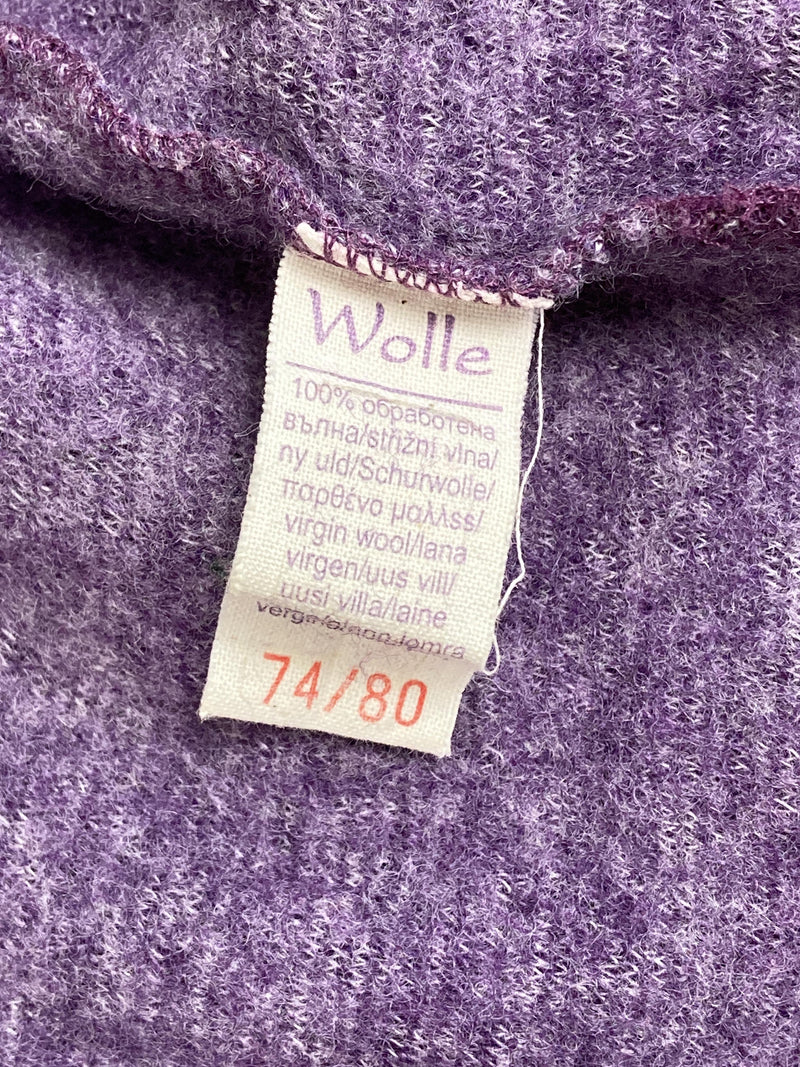 Wolle
100% обработена
вълна/střižní vlna/
ny uld/Schurwolle/
παρθένο μαλλss/
virgin wool/lana
virgen/uus vill/
uusi villa/laine
74/80